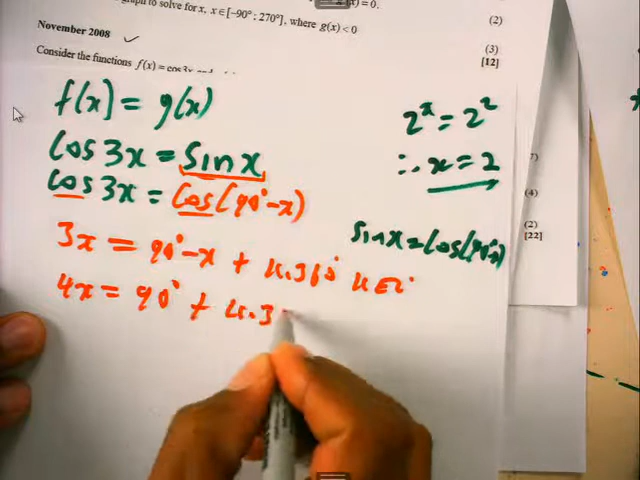 graph to solve for x, x∈[−90° ; 270°], where g(x)<0
(2)
November 2008 ✓
(3)
Consider the functions f(x) = cos3x and
[12]
f(x) = g(x)
cos 3x = sin x
cos 3x = cos(90°-x)
3x = 90°-x + k.360° k∈Z
4x = 90° + k.3
2^x = 2^2
∴ x = 2
sin x = cos(90°-x)
(4)
(2)
[22]